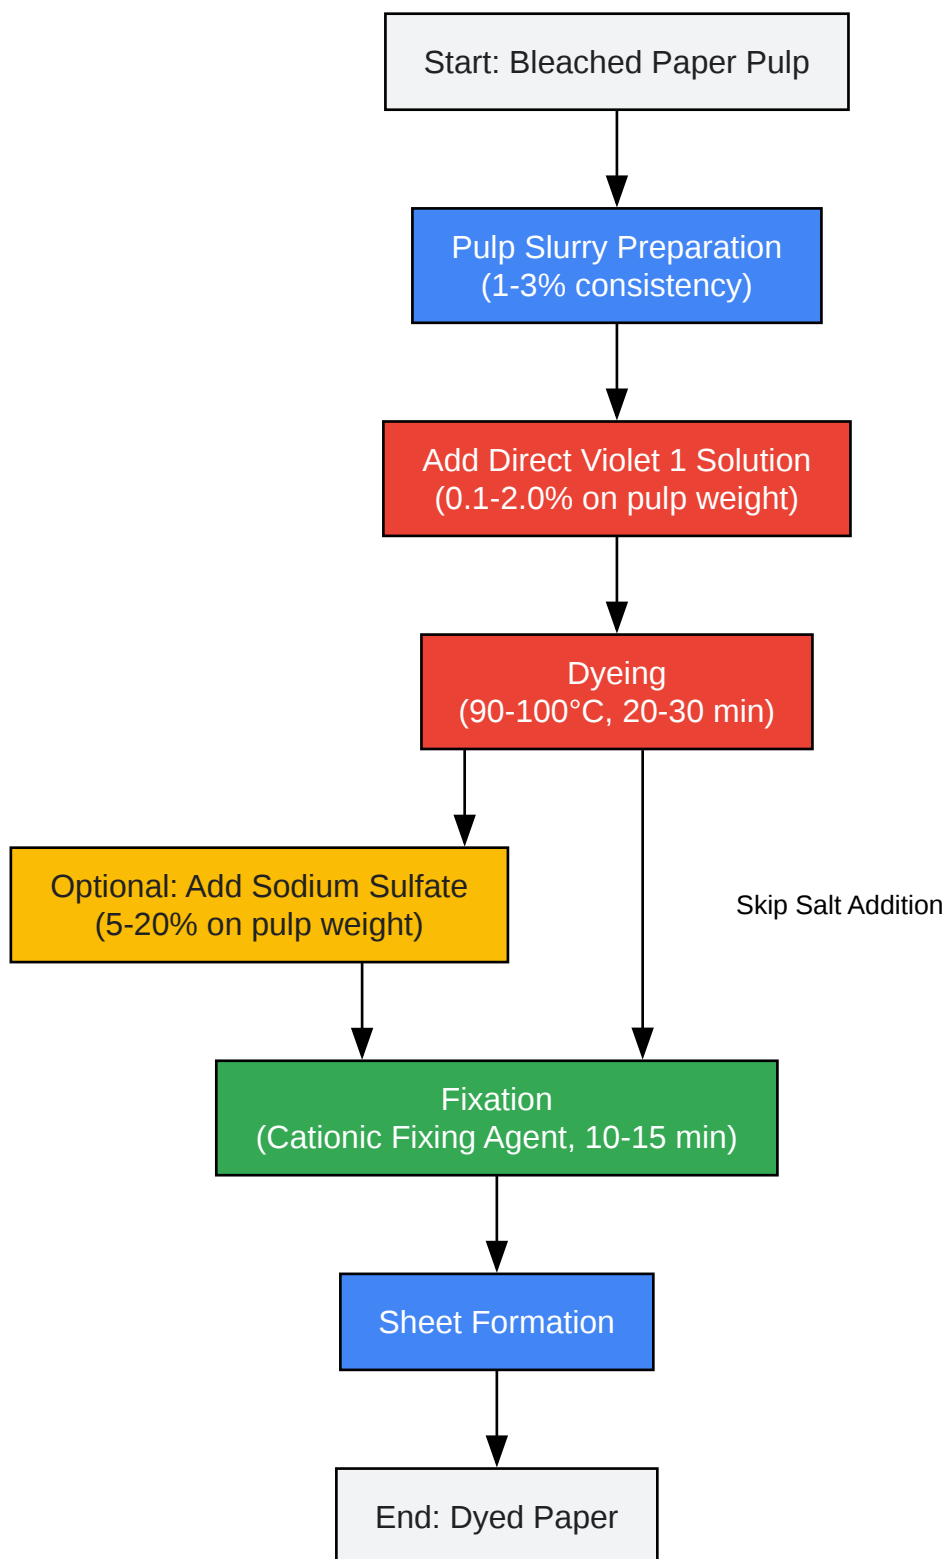 Start: Bleached Paper Pulp
Pulp Slurry Preparation
(1-3% consistency)
Add Direct Violet 1 Solution
(0.1-2.0% on pulp weight)
Dyeing
(90-100°C, 20-30 min)
Optional: Add Sodium Sulfate
(5-20% on pulp weight)
Skip Salt Addition
Fixation
(Cationic Fixing Agent, 10-15 min)
Sheet Formation
End: Dyed Paper